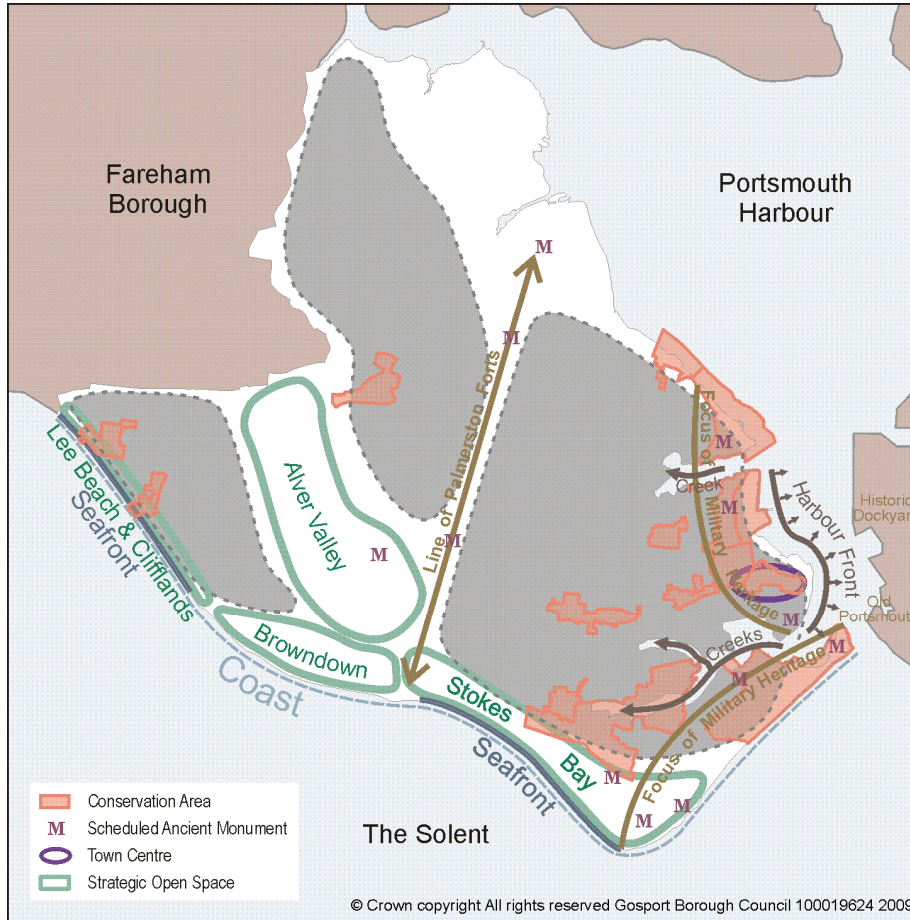 Fareham
Borough
Portsmouth
Harbour
M
M
Line of Palmerston Forts
M
M
Focus of Military Heritage
M
M
M
Creek
Harbour Front
Historic
Dockyar
Old
Portsmout
Lee Beach & Clifflands
Seafront
Alver Valley
Browndown
Coast
Stokes Bay
Seafront
Creeks
Focus of Military Heritage
M
M
M
M
M
The Solent
Conservation Area
M Scheduled Ancient Monument
Town Centre
Strategic Open Space
© Crown copyright All rights reserved Gosport Borough Council 100019624 2009